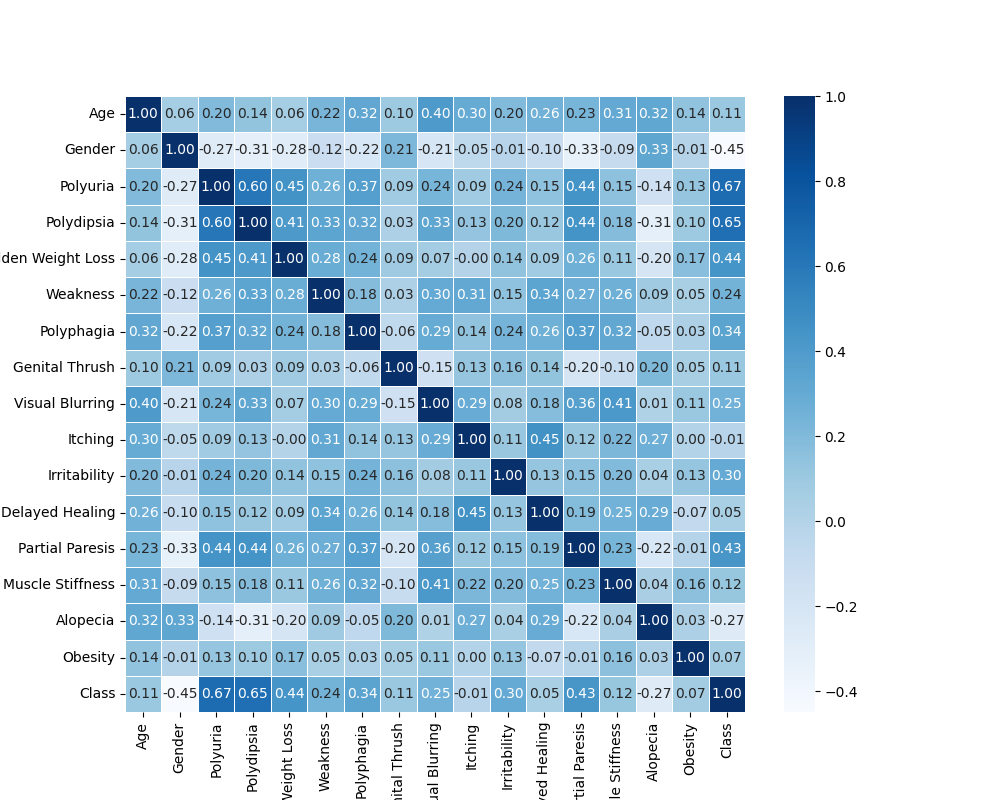 Age 1.00 0.06 0.20 0.14 0.06 0.22 0.32 0.10 0.40 0.30 0.20 0.26 0.23 0.31 0.32 0.14 0.11
Gender 0.06 1.00 -0.27 -0.31 -0.28 -0.12 -0.22 0.21 -0.21 -0.05 -0.01 -0.10 -0.33 -0.09 0.33 -0.01 -0.45
Polyuria 0.20 -0.27 1.00 0.60 0.45 0.26 0.37 0.09 0.24 0.09 0.24 0.15 0.44 0.15 -0.14 0.13 0.67
Polydipsia 0.14 -0.31 0.60 1.00 0.41 0.33 0.32 0.03 0.33 0.13 0.20 0.12 0.44 0.18 -0.31 0.10 0.65
den Weight Loss 0.06 -0.28 0.45 0.41 1.00 0.28 0.24 0.09 0.07 -0.00 0.14 0.09 0.26 0.11 -0.20 0.17 0.44
Weakness 0.22 -0.12 0.26 0.33 0.28 1.00 0.18 0.03 0.30 0.31 0.15 0.34 0.27 0.26 0.09 0.05 0.24
Polyphagia 0.32 -0.22 0.37 0.32 0.24 0.18 1.00 -0.06 0.29 0.14 0.24 0.26 0.37 0.32 -0.05 0.03 0.34
Genital Thrush 0.10 0.21 0.09 0.03 0.09 0.03 -0.06 1.00 -0.15 0.13 0.16 0.14 -0.20 -0.10 0.20 0.05 0.11
Visual Blurring 0.40 -0.21 0.24 0.33 0.07 0.30 0.29 -0.15 1.00 0.29 0.08 0.18 0.36 0.41 0.01 0.11 0.25
Itching 0.30 -0.05 0.09 0.13 -0.00 0.31 0.14 0.13 0.29 1.00 0.11 0.45 0.12 0.22 0.27 0.00 -0.01
Irritability 0.20 -0.01 0.24 0.20 0.14 0.15 0.24 0.16 0.08 0.11 1.00 0.13 0.15 0.20 0.04 0.13 0.30
Delayed Healing 0.26 -0.10 0.15 0.12 0.09 0.34 0.26 0.14 0.18 0.45 0.13 1.00 0.19 0.25 0.29 -0.07 0.05
Partial Paresis 0.23 -0.33 0.44 0.44 0.26 0.27 0.37 -0.20 0.36 0.12 0.15 0.19 1.00 0.23 -0.22 -0.01 0.43
Muscle Stiffness 0.31 -0.09 0.15 0.18 0.11 0.26 0.32 -0.10 0.41 0.22 0.20 0.25 0.23 1.00 0.04 0.16 0.12
Alopecia 0.32 0.33 -0.14 -0.31 -0.20 0.09 -0.05 0.20 0.01 0.27 0.04 0.29 -0.22 0.04 1.00 0.03 -0.27
Obesity 0.14 -0.01 0.13 0.10 0.17 0.05 0.03 0.05 0.11 0.00 0.13 -0.07 -0.01 0.16 0.03 1.00 0.07
Class 0.11 -0.45 0.67 0.65 0.44 0.24 0.34 0.11 0.25 -0.01 0.30 0.05 0.43 0.12 -0.27 0.07 1.00
Age
Gender
Polyuria
Polydipsia
Weight Loss
Weakness
Polyphagia
nital Thrush
ual Blurring
Itching
Irritability
yed Healing
rtial Paresis
le Stiffness
Alopecia
Obesity
Class
1.0
0.8
0.6
0.4
0.2
0.0
−0.2
−0.4